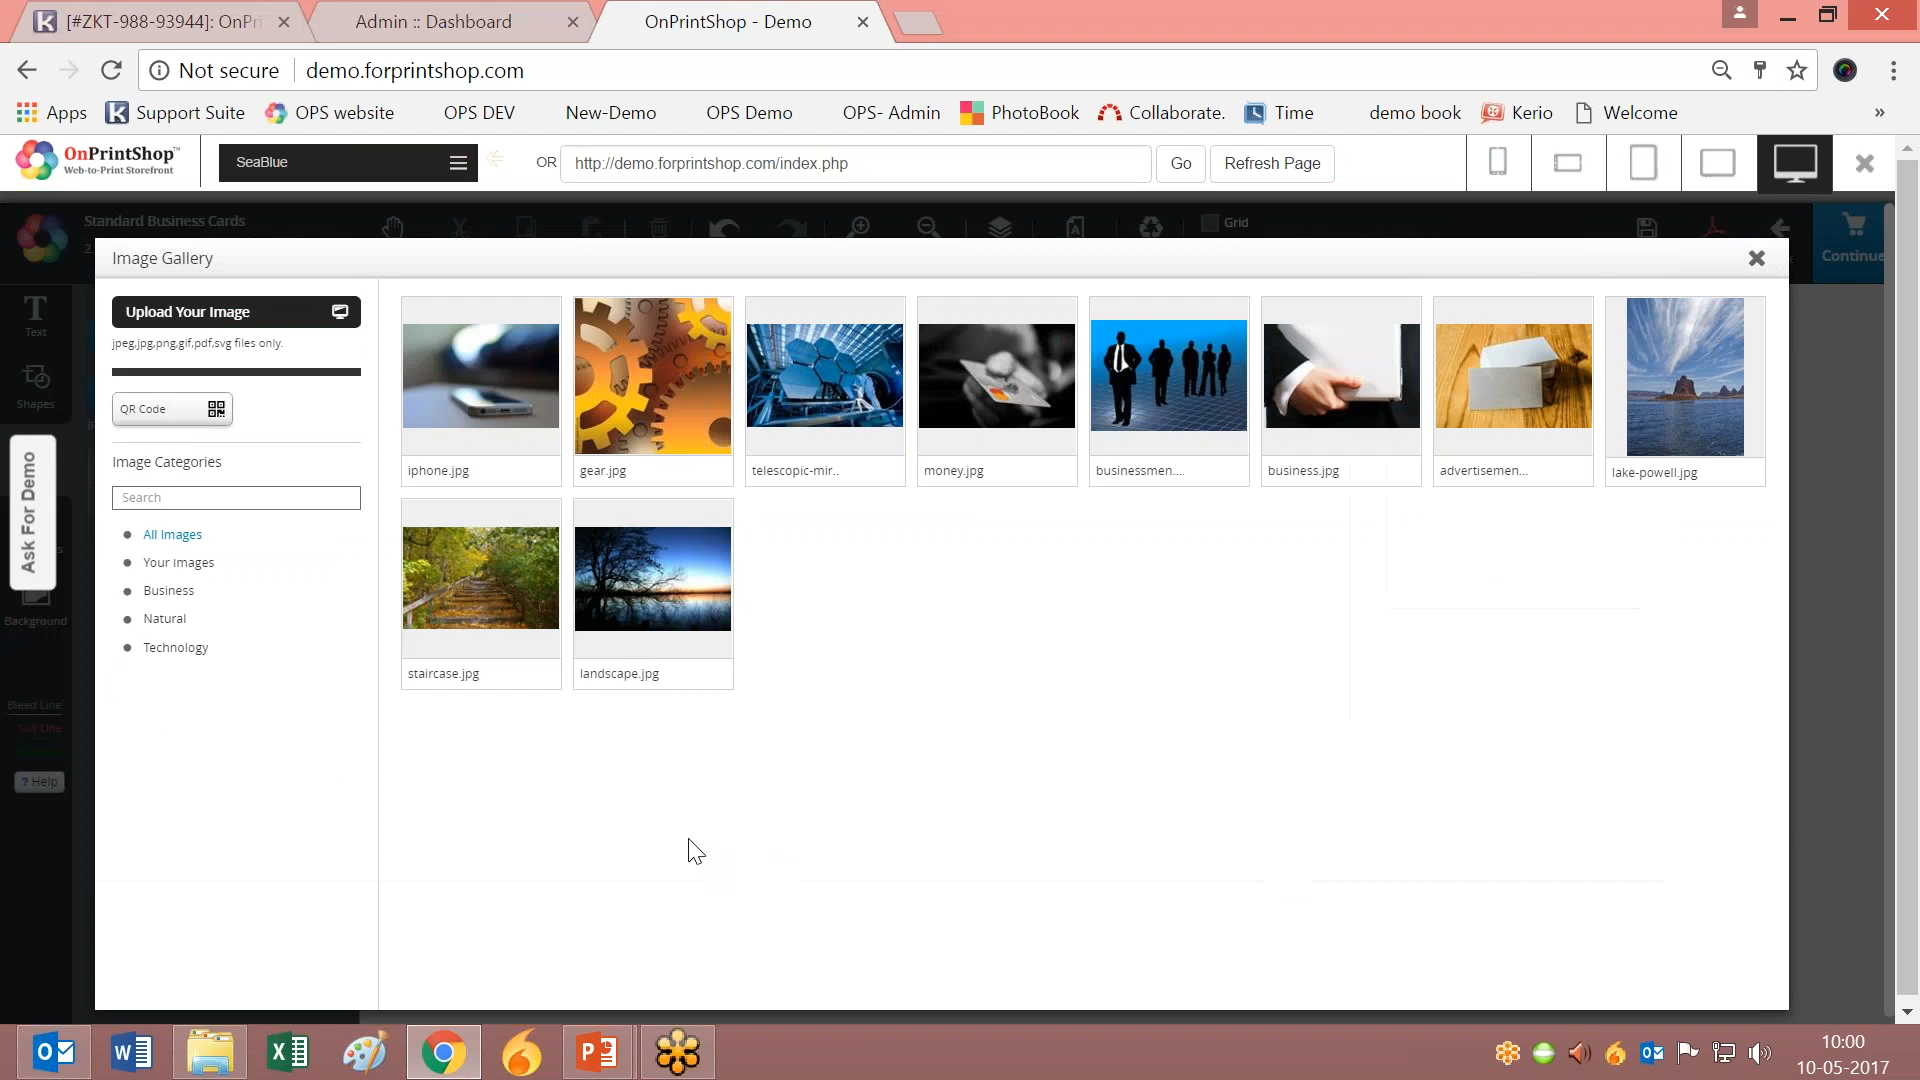 [#ZKT-988-93944]: OnPri
Admin :: Dashboard
OnPrintShop - Demo
Not secure
demo.forprintshop.com
Apps
Support Suite
OPS website
OPS DEV
New-Demo
OPS Demo
OPS- Admin
PhotoBook
Collaborate.
Time
demo book
Kerio
Welcome
»
OnPrintShop™
Web-to-Print Storefront
SeaBlue
OR
http://demo.forprintshop.com/index.php
Go
Refresh Page
Standard Business Cards
Grid
Continue
Image Gallery
Upload Your Image
jpeg,jpg,png,gif,pdf,svg files only.
QR Code
Image Categories
Search
All Images
Your Images
Business
Natural
Technology
iphone.jpg
gear.jpg
telescopic-mir..
money.jpg
businessmen....
business.jpg
advertisemen...
lake-powell.jpg
staircase.jpg
landscape.jpg
Text
Shapes
Ask For Demo
Background
Bleed Line
Cut Line
? Help
10:00
10-05-2017